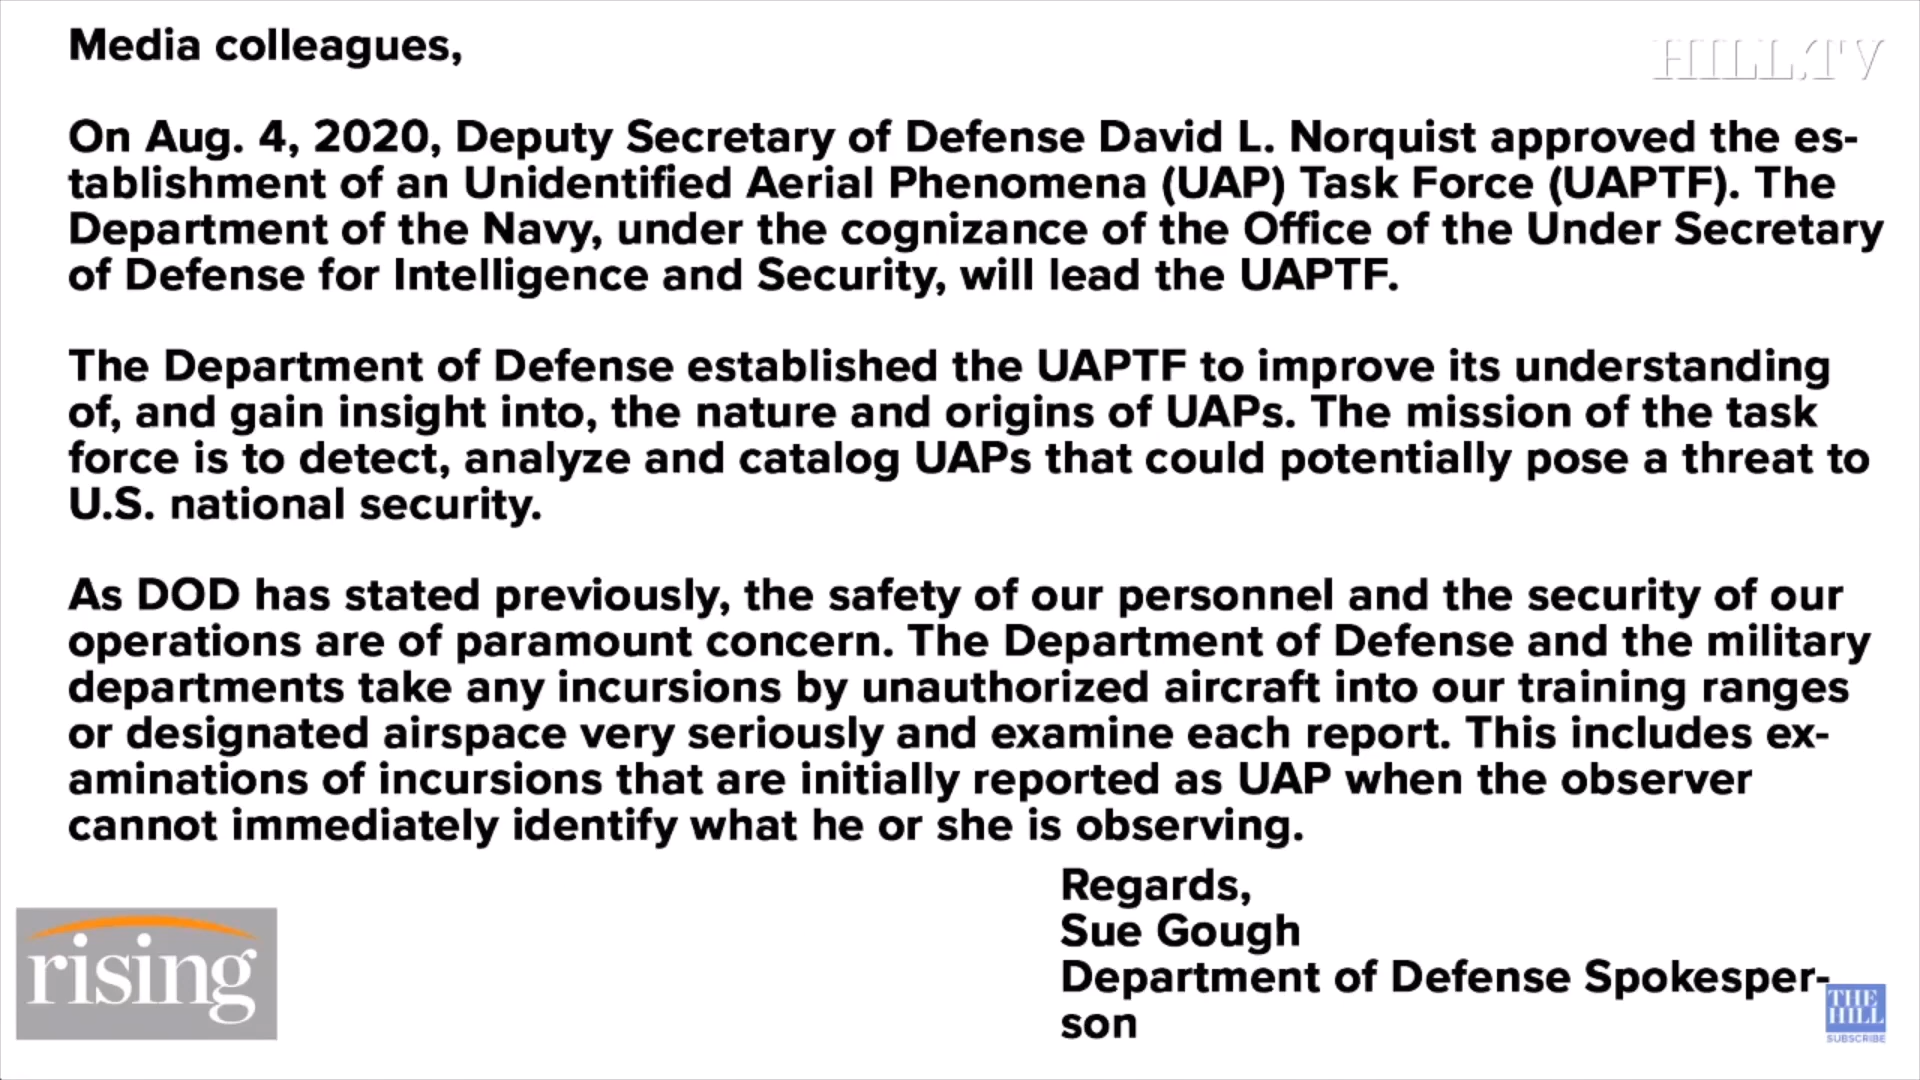 Media colleagues,
HILL.TV
On Aug. 4, 2020, Deputy Secretary of Defense David L. Norquist approved the es-
tablishment of an Unidentified Aerial Phenomena (UAP) Task Force (UAPTF). The
Department of the Navy, under the cognizance of the Office of the Under Secretary
of Defense for Intelligence and Security, will lead the UAPTF.
The Department of Defense established the UAPTF to improve its understanding
of, and gain insight into, the nature and origins of UAPs. The mission of the task
force is to detect, analyze and catalog UAPs that could potentially pose a threat to
U.S. national security.
As DOD has stated previously, the safety of our personnel and the security of our
operations are of paramount concern. The Department of Defense and the military
departments take any incursions by unauthorized aircraft into our training ranges
or designated airspace very seriously and examine each report. This includes ex-
aminations of incursions that are initially reported as UAP when the observer
cannot immediately identify what he or she is observing.
Regards,
Sue Gough
Department of Defense Spokesper-
son
rising
THE
HILL
SUBSCRIBE